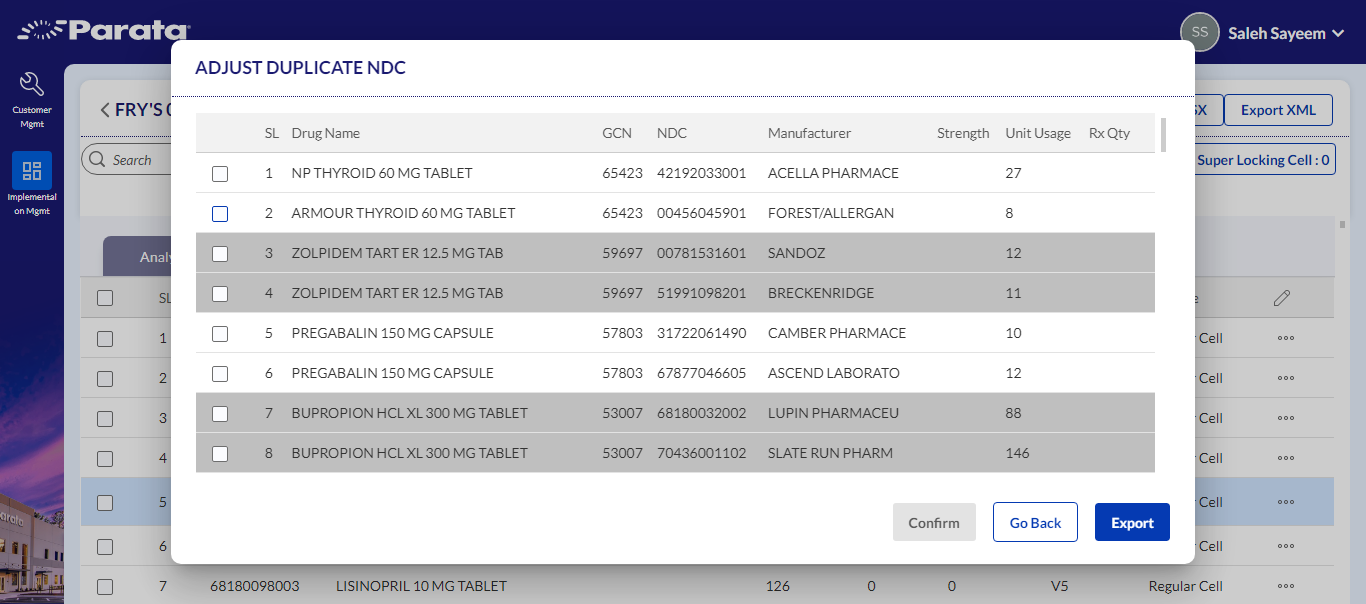 Parata
SS Saleh Sayeem
ADJUST DUPLICATE NDC
Customer
Mgmt
FRY'S
SX Export XML
SL Drug Name GCN NDC Manufacturer Strength Unit Usage Rx Qty
Search
Super Locking Cell : 0
1 NP THYROID 60 MG TABLET 65423 42192033001 ACELLA PHARMACE 27
Implementati
on Mgmt
2 ARMOUR THYROID 60 MG TABLET 65423 00456045901 FOREST/ALLERGAN 8
Analy
3 ZOLPIDEM TART ER 12.5 MG TAB 59697 00781531601 SANDOZ 12
SL
4 ZOLPIDEM TART ER 12.5 MG TAB 59697 51991098201 BRECKENRIDGE 11
e
1
5 PREGABALIN 150 MG CAPSULE 57803 31722061490 CAMBER PHARMACE 10
Cell
2
6 PREGABALIN 150 MG CAPSULE 57803 67877046605 ASCEND LABORATO 12
Cell
3
7 BUPROPION HCL XL 300 MG TABLET 53007 68180032002 LUPIN PHARMACEU 88
Cell
4
8 BUPROPION HCL XL 300 MG TABLET 53007 70436001102 SLATE RUN PHARM 146
Cell
5
Cell
parata
Confirm Go Back Export
6
Cell
7 68180098003 LISINOPRIL 10 MG TABLET 126 0 0 V5 Regular Cell